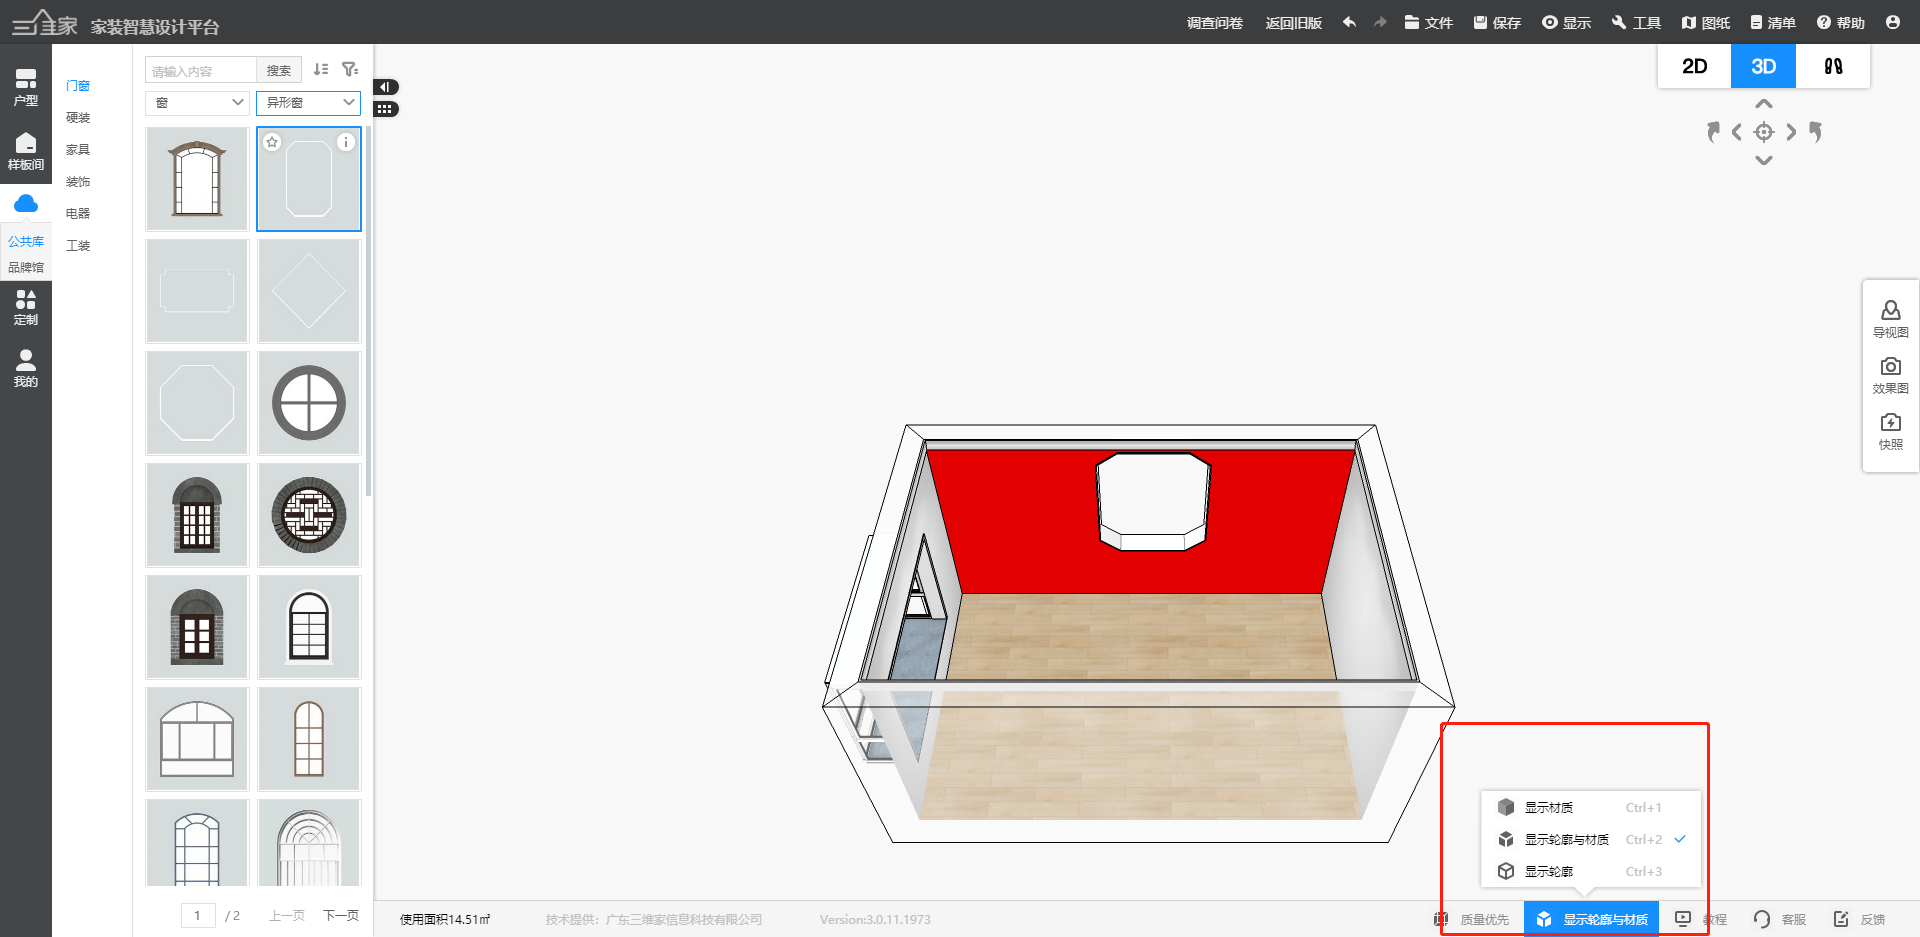 三维家 家装智慧设计平台
调查问卷 返回旧版 文件 保存 显示 工具 图纸 清单 帮助
户型
样板间
公共库
品牌馆
定制
我的
门窗
硬装
家具
装饰
电器
工装
请输入内容 搜索
窗 异形窗
1 / 2 上一页 下一页
2D 3D
导视图
效果图
快照
显示材质 Ctrl+1
显示轮廓与材质 Ctrl+2
显示轮廓 Ctrl+3
使用面积14.51㎡ 技术提供：广东三维家信息科技有限公司 Version:3.0.11.1973 质量优先 显示轮廓与材质 教程 客服 反馈